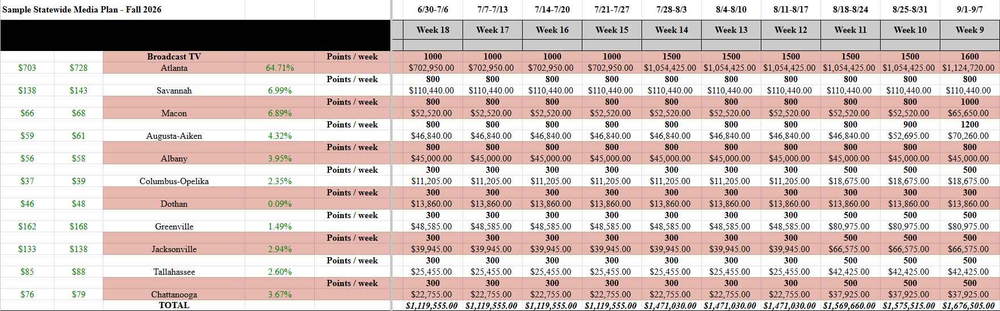 Sample Statewide Media Plan - Fall 2026 6/30-7/6 7/7-7/13 7/14-7/20 7/21-7/27 7/28-8/3 8/4-8/10 8/11-8/17 8/18-8/24 8/25-8/31 9/1-9/7
Week 18 Week 17 Week 16 Week 15 Week 14 Week 13 Week 12 Week 11 Week 10 Week 9
Broadcast TV Points / week 1000 1000 1000 1000 1500 1500 1500 1500 1500 1600
$703 $728 Atlanta 64.71% $702,950.00 $702,950.00 $702,950.00 $702,950.00 $1,054,425.00 $1,054,425.00 $1,054,425.00 $1,054,425.00 $1,054,425.00 $1,124,720.00
Points / week 800 800 800 800 800 800 800 800 800 800
$138 $143 Savannah 6.99% $110,440.00 $110,440.00 $110,440.00 $110,440.00 $110,440.00 $110,440.00 $110,440.00 $110,440.00 $110,440.00 $110,440.00
Points / week 800 800 800 800 800 800 800 800 800 1000
$66 $68 Macon 6.89% $52,520.00 $52,520.00 $52,520.00 $52,520.00 $52,520.00 $52,520.00 $52,520.00 $52,520.00 $52,520.00 $65,650.00
Points / week 800 800 800 800 800 800 800 800 900 1200
$59 $61 Augusta-Aiken 4.32% $46,840.00 $46,840.00 $46,840.00 $46,840.00 $46,840.00 $46,840.00 $46,840.00 $46,840.00 $52,695.00 $70,260.00
Points / week 800 800 800 800 800 800 800 800 800 800
$56 $58 Albany 3.95% $45,000.00 $45,000.00 $45,000.00 $45,000.00 $45,000.00 $45,000.00 $45,000.00 $45,000.00 $45,000.00 $45,000.00
Points / week 300 300 300 300 300 300 300 500 500 500
$37 $39 Columbus-Opelika 2.35% $11,205.00 $11,205.00 $11,205.00 $11,205.00 $11,205.00 $11,205.00 $11,205.00 $18,675.00 $18,675.00 $18,675.00
Points / week 300 300 300 300 300 300 300 300 300 300
$46 $48 Dothan 0.09% $13,860.00 $13,860.00 $13,860.00 $13,860.00 $13,860.00 $13,860.00 $13,860.00 $13,860.00 $13,860.00 $13,860.00
Points / week 300 300 300 300 300 300 300 500 500 500
$162 $168 Greenville 1.49% $48,585.00 $48,585.00 $48,585.00 $48,585.00 $48,585.00 $48,585.00 $48,585.00 $80,975.00 $80,975.00 $80,975.00
Points / week 300 300 300 300 300 300 300 500 500 500
$133 $138 Jacksonville 2.94% $39,945.00 $39,945.00 $39,945.00 $39,945.00 $39,945.00 $39,945.00 $39,945.00 $66,575.00 $66,575.00 $66,575.00
Points / week 300 300 300 300 300 300 300 500 500 500
$85 $88 Tallahassee 2.60% $25,455.00 $25,455.00 $25,455.00 $25,455.00 $25,455.00 $25,455.00 $25,455.00 $42,425.00 $42,425.00 $42,425.00
Points / week 300 300 300 300 300 300 300 500 500 500
$76 $79 Chattanooga 3.67% $22,755.00 $22,755.00 $22,755.00 $22,755.00 $22,755.00 $22,755.00 $22,755.00 $37,925.00 $37,925.00 $37,925.00
TOTAL $1,119,555.00 $1,119,555.00 $1,119,555.00 $1,119,555.00 $1,471,030.00 $1,471,030.00 $1,471,030.00 $1,569,660.00 $1,575,515.00 $1,676,505.00